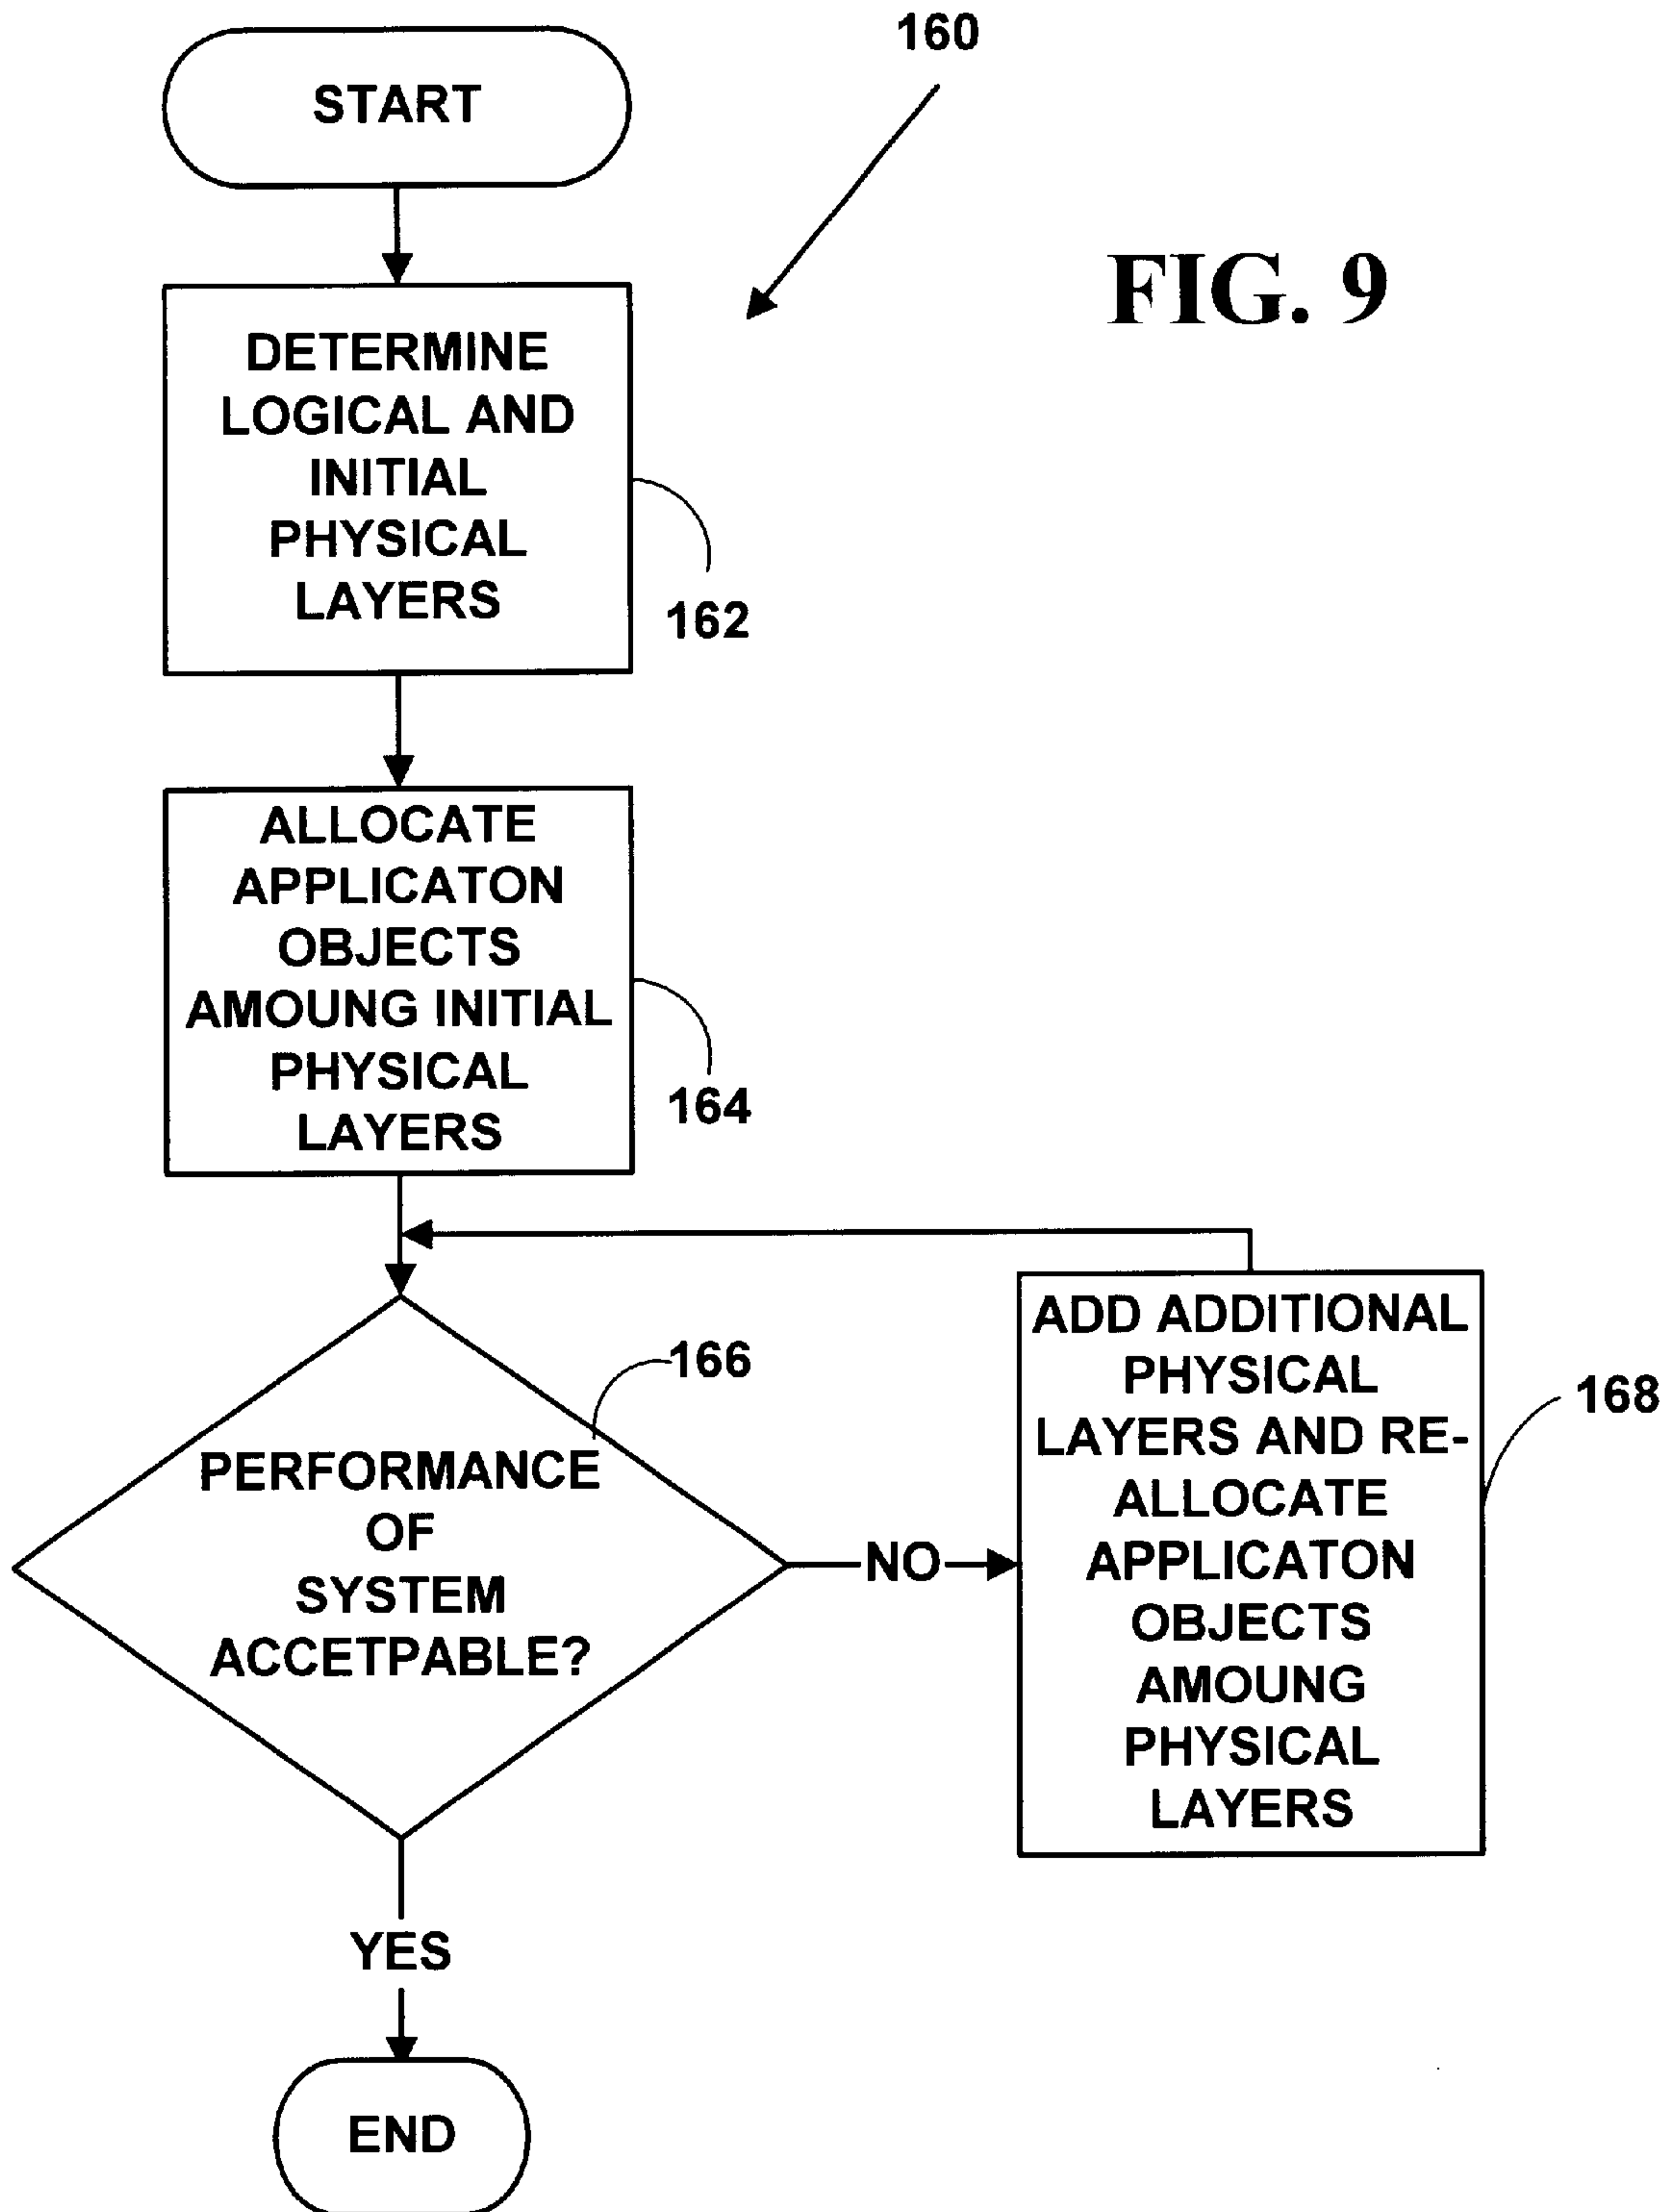 160
START
FIG. 9
DETERMINE
LOGICAL AND
INITIAL
PHYSICAL
LAYERS
162
ALLOCATE
APPLICATON
OBJECTS
AMOUNG INITIAL
PHYSICAL
LAYERS
164
166
PERFORMANCE
OF
SYSTEM
ACCETPABLE?
NO
ADD ADDITIONAL
PHYSICAL
LAYERS AND RE-
ALLOCATE
APPLICATON
OBJECTS
AMOUNG
PHYSICAL
LAYERS
168
YES
END